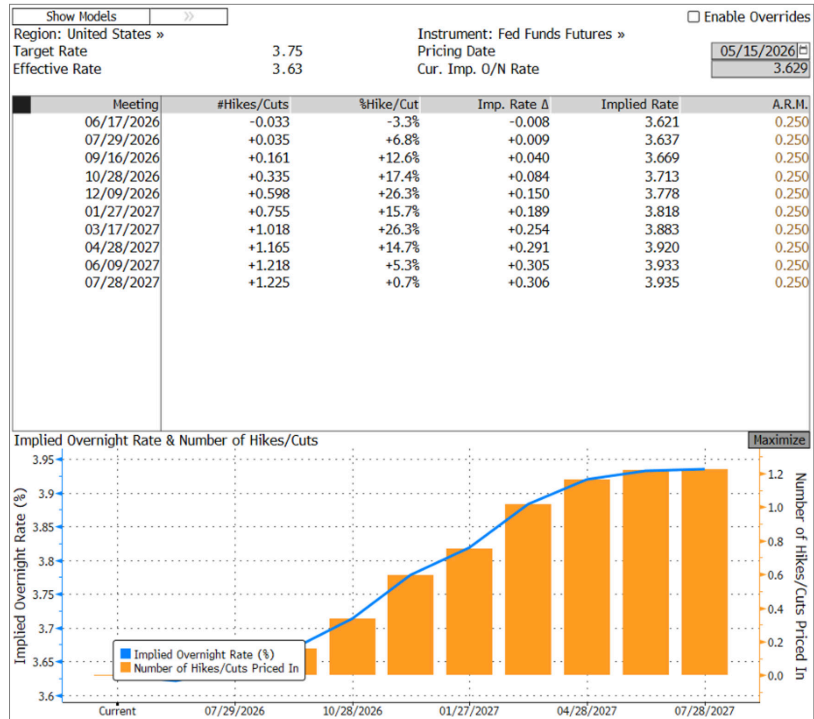 Show Models »
Enable Overrides
Region: United States » Instrument: Fed Funds Futures »
Target Rate 3.75 Pricing Date 05/15/2026
Effective Rate 3.63 Cur. Imp. O/N Rate 3.629
Meeting #Hikes/Cuts %Hike/Cut Imp. Rate Δ Implied Rate A.R.M.
06/17/2026 -0.033 -3.3% -0.008 3.621 0.250
07/29/2026 +0.035 +6.8% +0.009 3.637 0.250
09/16/2026 +0.161 +12.6% +0.040 3.669 0.250
10/28/2026 +0.335 +17.4% +0.084 3.713 0.250
12/09/2026 +0.598 +26.3% +0.150 3.778 0.250
01/27/2027 +0.755 +15.7% +0.189 3.818 0.250
03/17/2027 +1.018 +26.3% +0.254 3.883 0.250
04/28/2027 +1.165 +14.7% +0.291 3.920 0.250
06/09/2027 +1.218 +5.3% +0.305 3.933 0.250
07/28/2027 +1.225 +0.7% +0.306 3.935 0.250
Implied Overnight Rate & Number of Hikes/Cuts Maximize
Implied Overnight Rate (%)
3.95
3.9
3.85
3.8
3.75
3.7
3.65
3.6
Implied Overnight Rate (%)
Number of Hikes/Cuts Priced In
1.2
1.0
0.8
0.6
0.4
0.2
0.0
Number of Hikes/Cuts Priced In
Current 07/29/2026 10/28/2026 01/27/2027 04/28/2027 07/28/2027